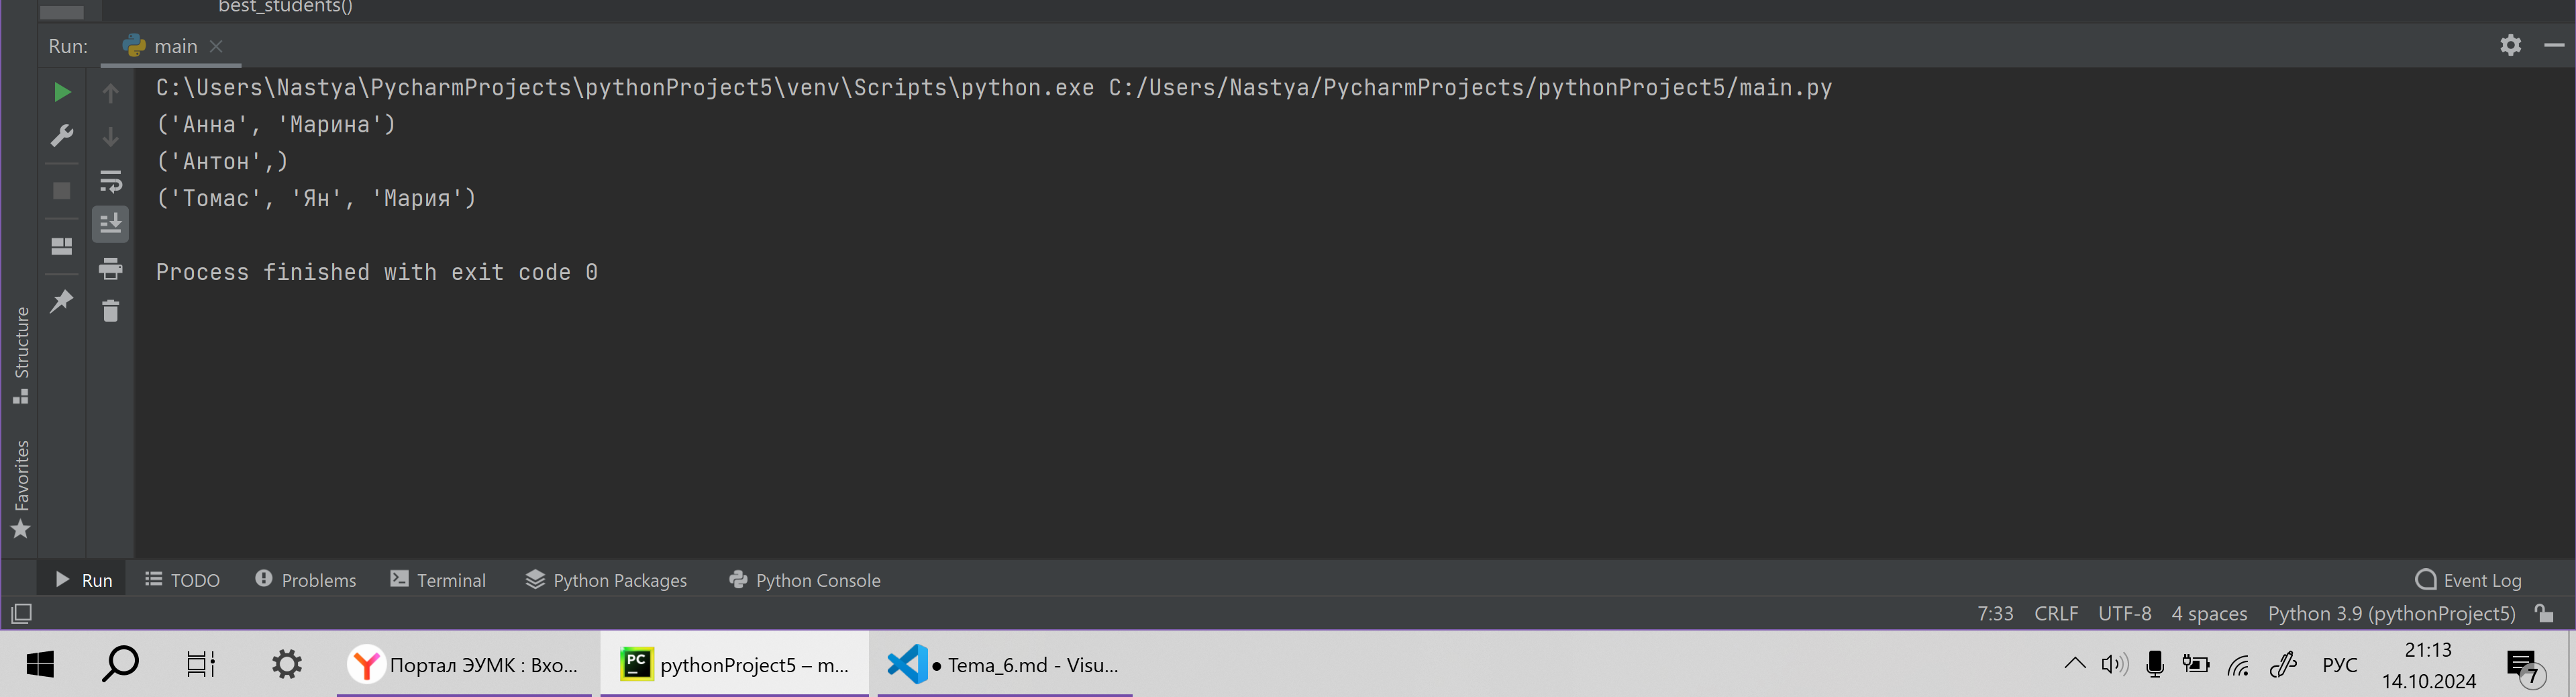 best_students()
Run: main
C:\Users\Nastya\PycharmProjects\pythonProject5\venv\Scripts\python.exe C:/Users/Nastya/PycharmProjects/pythonProject5/main.py
('Анна', 'Марина')
('Антон',)
('Томас', 'Ян', 'Мария')
Process finished with exit code 0
Structure
Favorites
Run TODO Problems Terminal Python Packages Python Console Event Log
7:33 CRLF UTF-8 4 spaces Python 3.9 (pythonProject5)
Портал ЭУМК : Вхо... PC pythonProject5 – m... ● Tema_6.md - Visu... РУС 21:13
14.10.2024 7